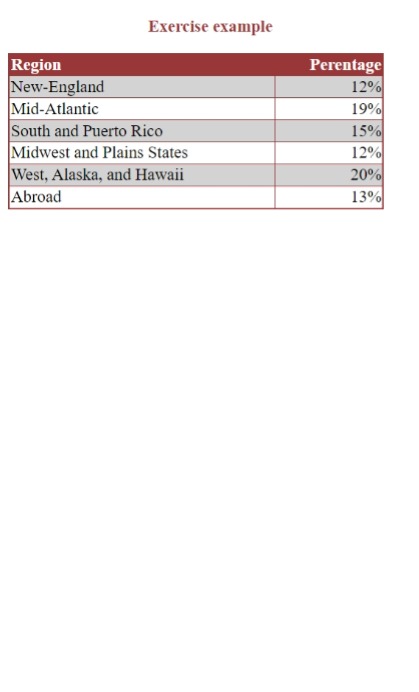 Exercise example
Region Perentage
New-England 12%
Mid-Atlantic 19%
South and Puerto Rico 15%
Midwest and Plains States 12%
West, Alaska, and Hawaii 20%
Abroad 13%